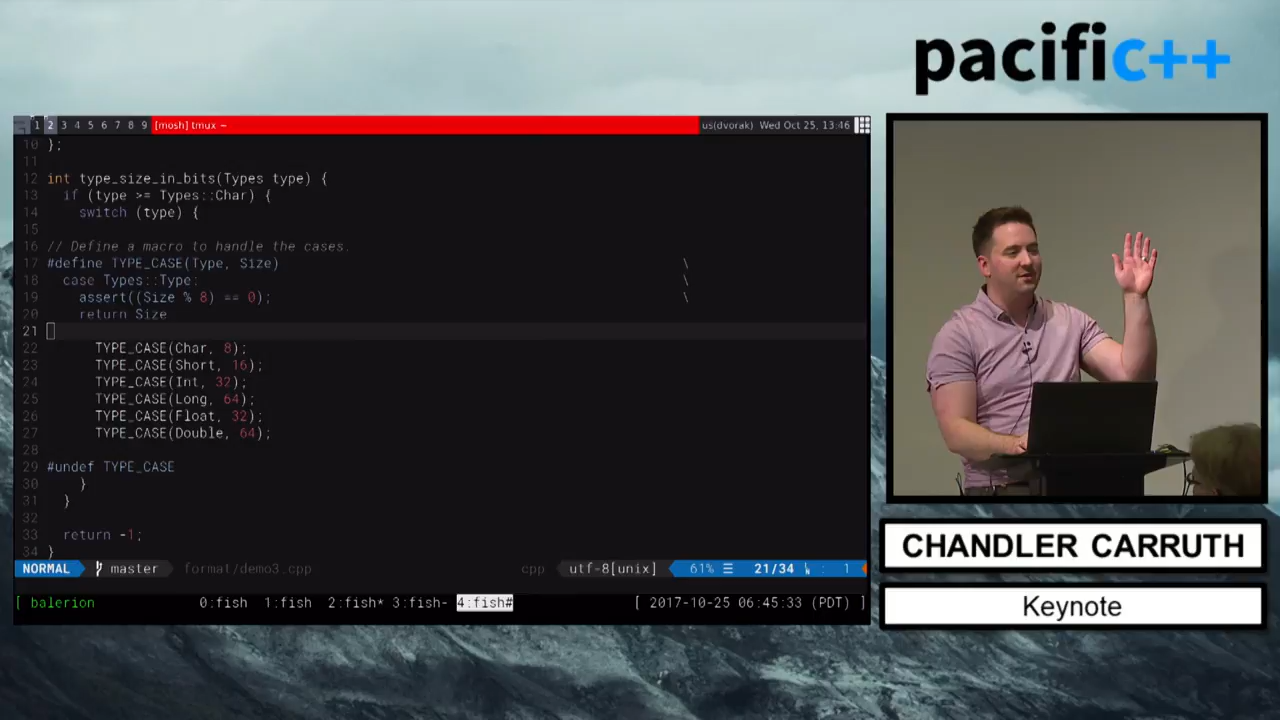 pacific++
1 2 3 4 5 6 7 8 9 [mosh] tmux ~ us(dvorak) Wed Oct 25, 13:46
10 };
11
12 int type_size_in_bits(Types type) {
13 if (type >= Types::Char) {
14 switch (type) {
15
16 // Define a macro to handle the cases.
17 #define TYPE_CASE(Type, Size) \
18 case Types::Type: \
19 assert((Size % 8) == 0); \
20 return Size
21
22 TYPE_CASE(Char, 8);
23 TYPE_CASE(Short, 16);
24 TYPE_CASE(Int, 32);
25 TYPE_CASE(Long, 64);
26 TYPE_CASE(Float, 32);
27 TYPE_CASE(Double, 64);
28
29 #undef TYPE_CASE
30 }
31 }
32
33 return -1;
34 }
NORMAL master format/demo3.cpp cpp utf-8[unix] 61% ☰ 21/34 : 1
[ balerion 0:fish 1:fish 2:fish* 3:fish- 4:fish# [ 2017-10-25 06:45:33 (PDT) ]
CHANDLER CARRUTH
Keynote